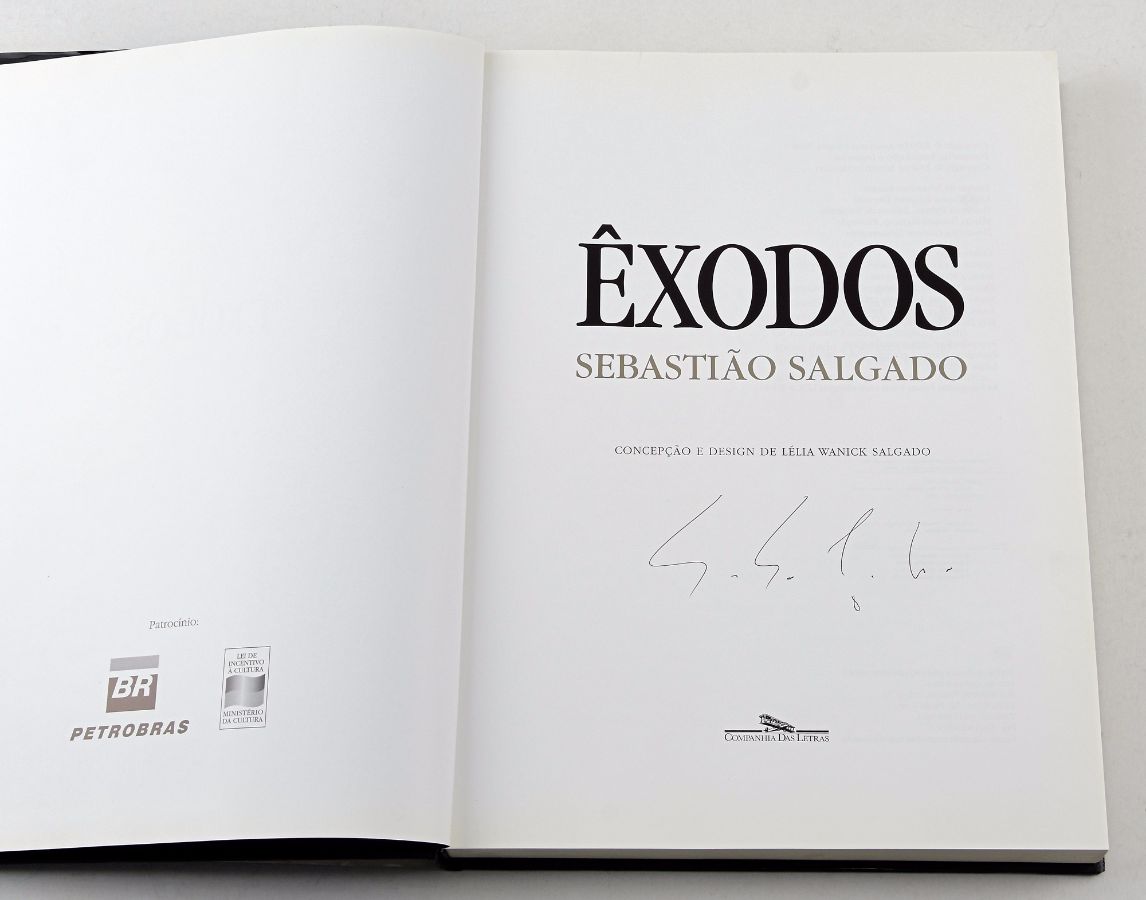 Patrocínio:
BR
PETROBRAS
LEI DE
INCENTIVO
À CULTURA
MINISTÉRIO
DA CULTURA
ÊXODOS
SEBASTIÃO SALGADO
CONCEPÇÃO E DESIGN DE LÉLIA WANICK SALGADO
COMPANHIA DAS LETRAS